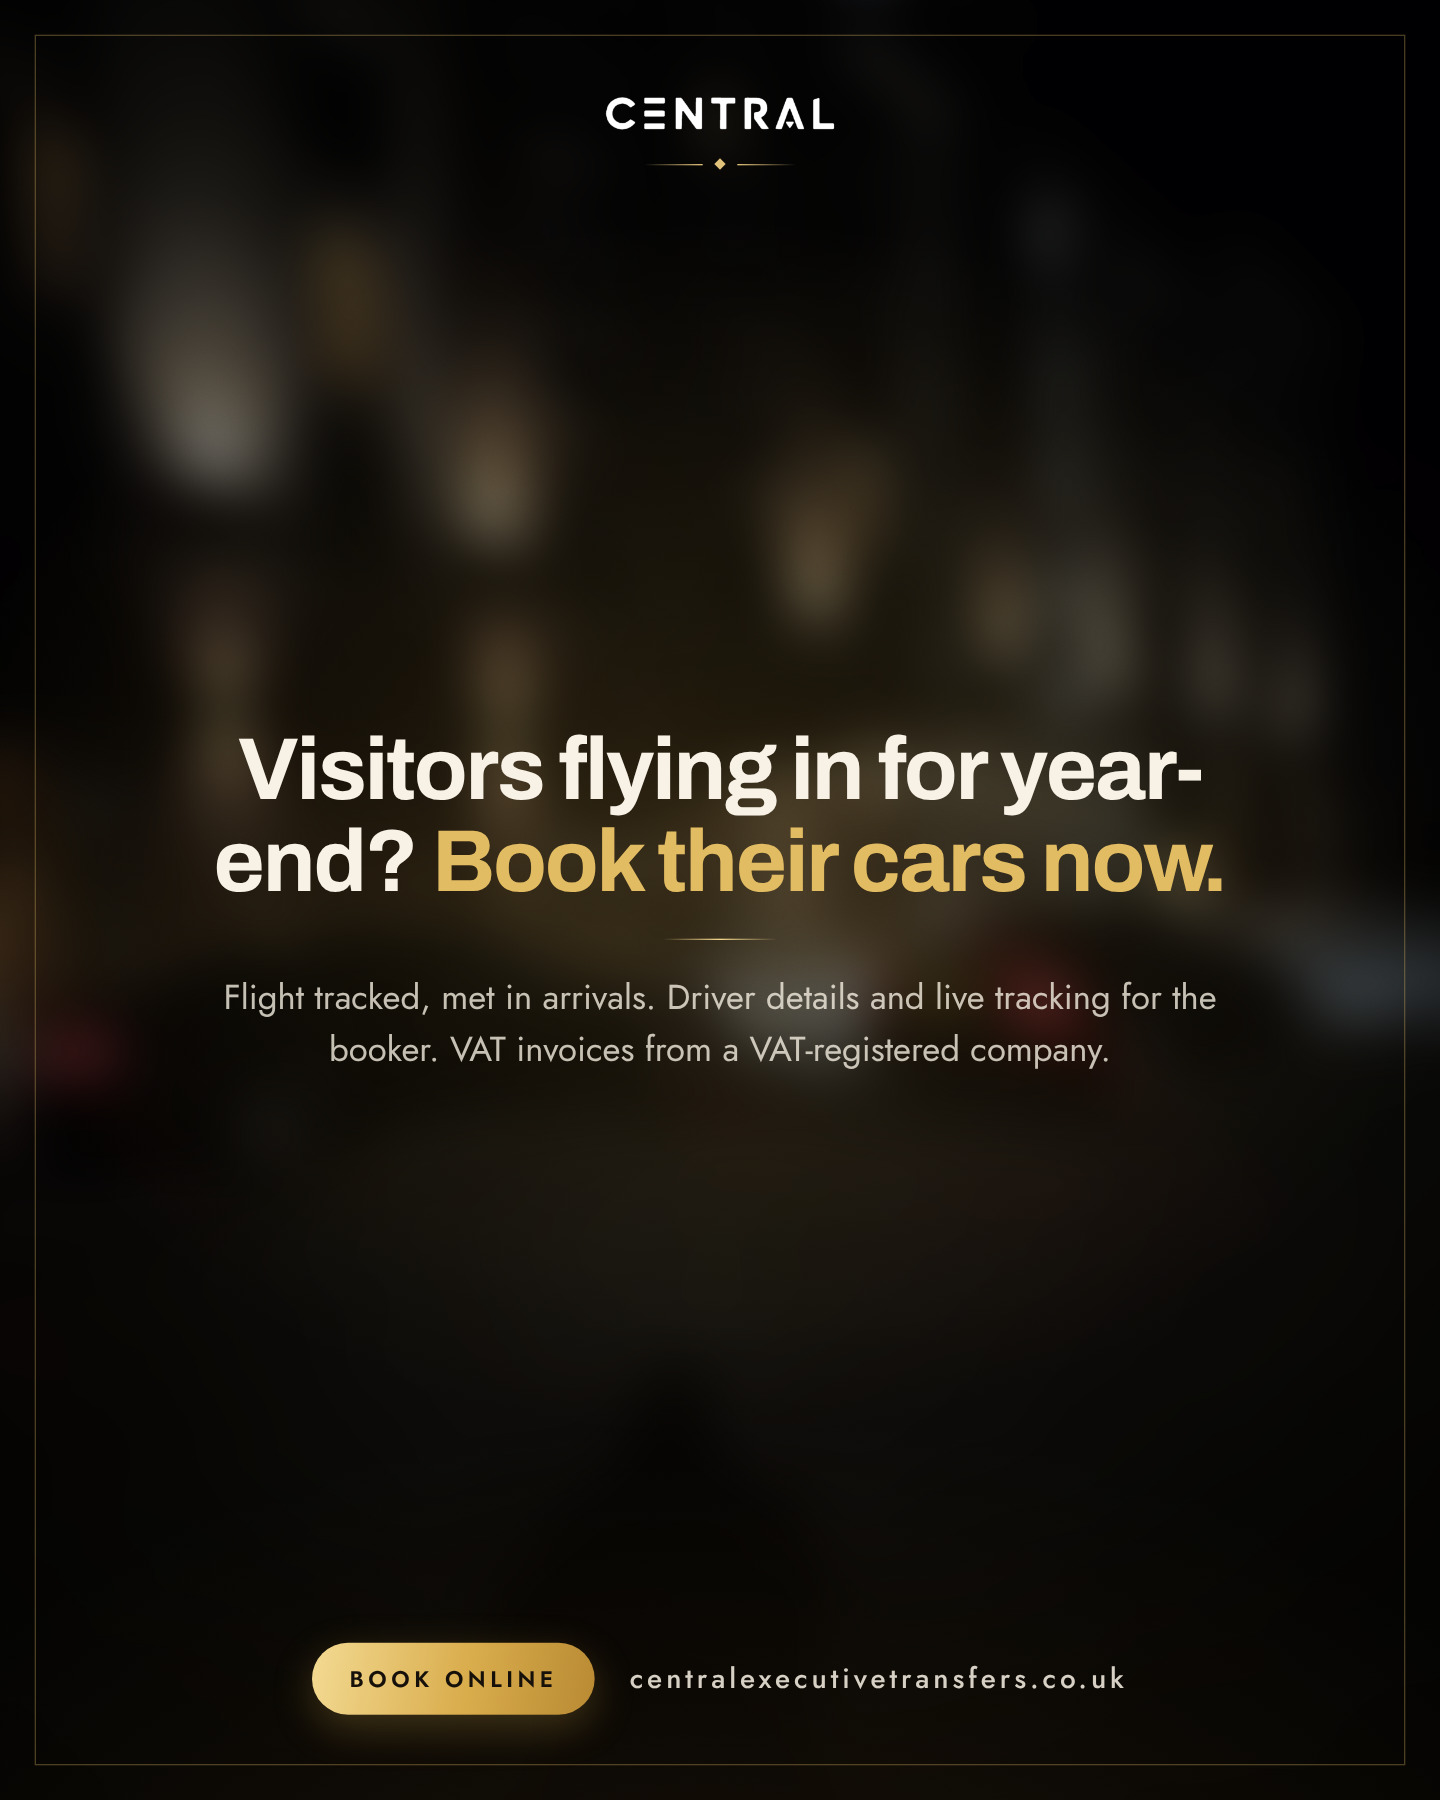 CENTRAL
Visitors flying in for year-
end? Book their cars now.
Flight tracked, met in arrivals. Driver details and live tracking for the
booker. VAT invoices from a VAT-registered company.
BOOK ONLINE
centralexecutivetransfers.co.uk